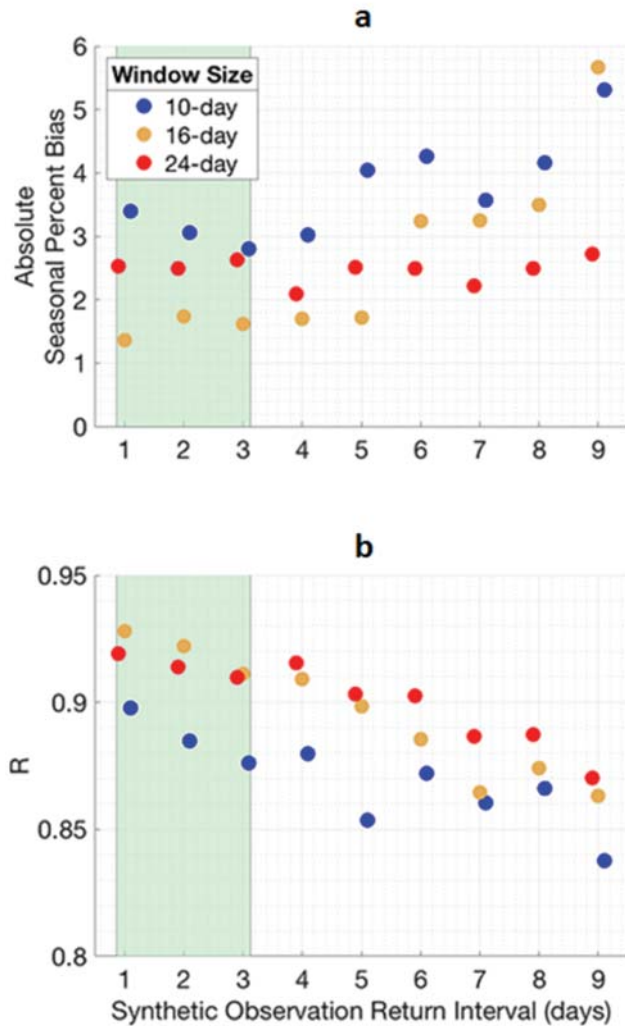 a
6
5
4
3
2
1
0
Absolute
Seasonal Percent Bias
Window Size
10-day
16-day
24-day
1 2 3 4 5 6 7 8 9
b
0.95
0.9
0.85
0.8
R
1 2 3 4 5 6 7 8 9
Synthetic Observation Return Interval (days)